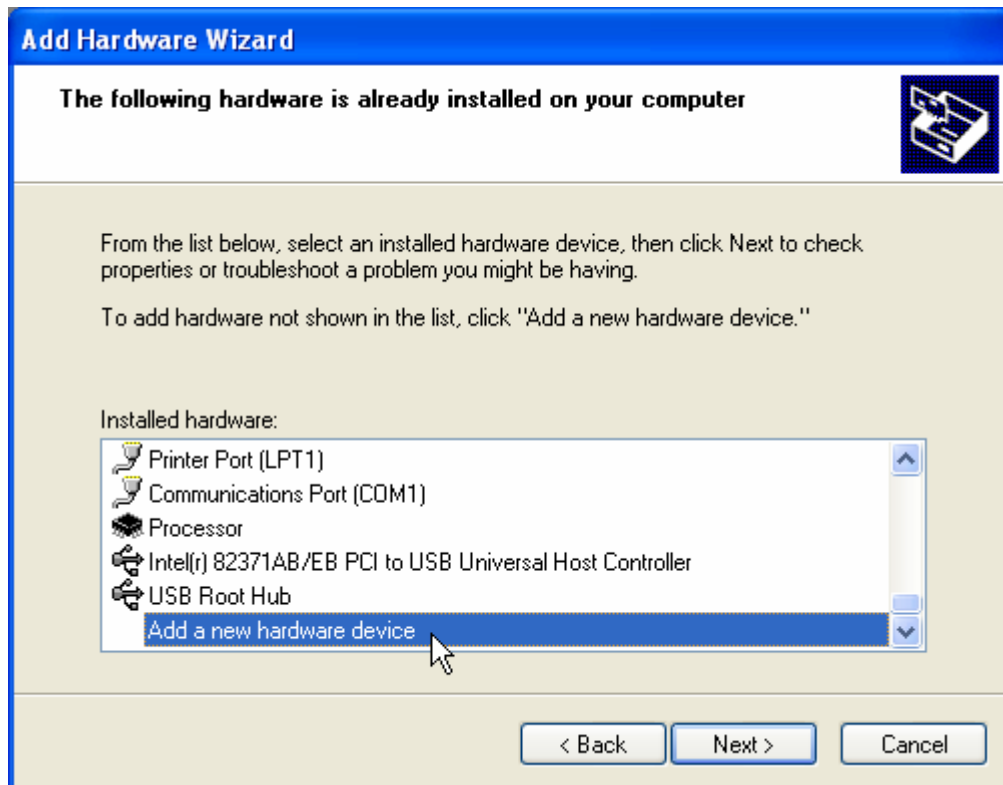 Add Hardware Wizard
The following hardware is already installed on your computer
From the list below, select an installed hardware device, then click Next to check
properties or troubleshoot a problem you might be having.
To add hardware not shown in the list, click "Add a new hardware device."
Installed hardware:
Printer Port (LPT1)
Communications Port (COM1)
Processor
Intel(r) 82371AB/EB PCI to USB Universal Host Controller
USB Root Hub
Add a new hardware device
< Back Next > Cancel